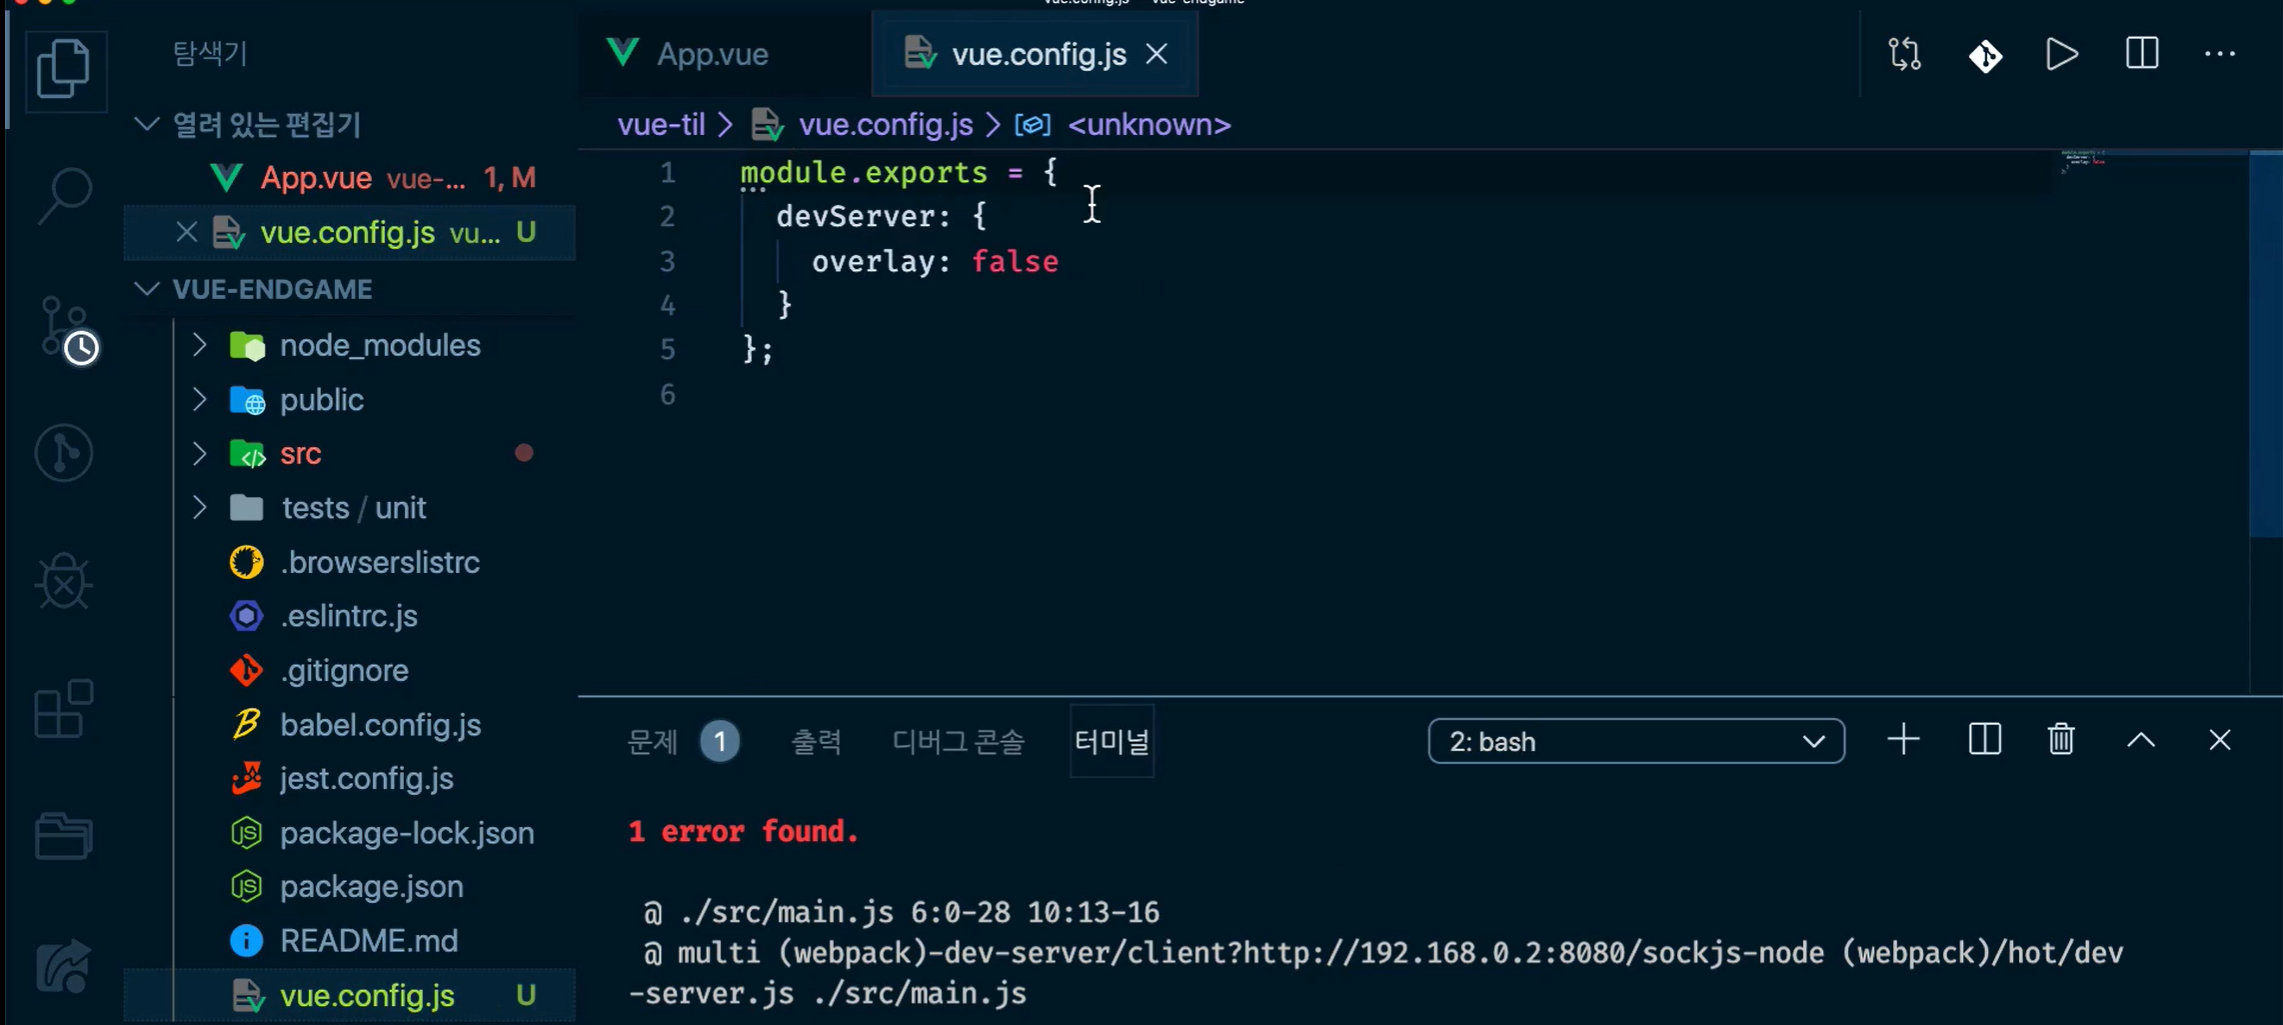 탐색기
열려 있는 편집기
App.vue vue-... 1, M
vue.config.js vu... U
VUE-ENDGAME
node_modules
public
src
tests / unit
.browserslistrc
.eslintrc.js
.gitignore
babel.config.js
jest.config.js
package-lock.json
package.json
README.md
vue.config.js U
App.vue
vue.config.js
vue-til > vue.config.js > <unknown>
1 module.exports = {
2 devServer: {
3 overlay: false
4 }
5 };
6
문제 1 출력 디버그 콘솔 터미널 2: bash
1 error found.
@ ./src/main.js 6:0-28 10:13-16
@ multi (webpack)-dev-server/client?http://192.168.0.2:8080/sockjs-node (webpack)/hot/dev
-server.js ./src/main.js